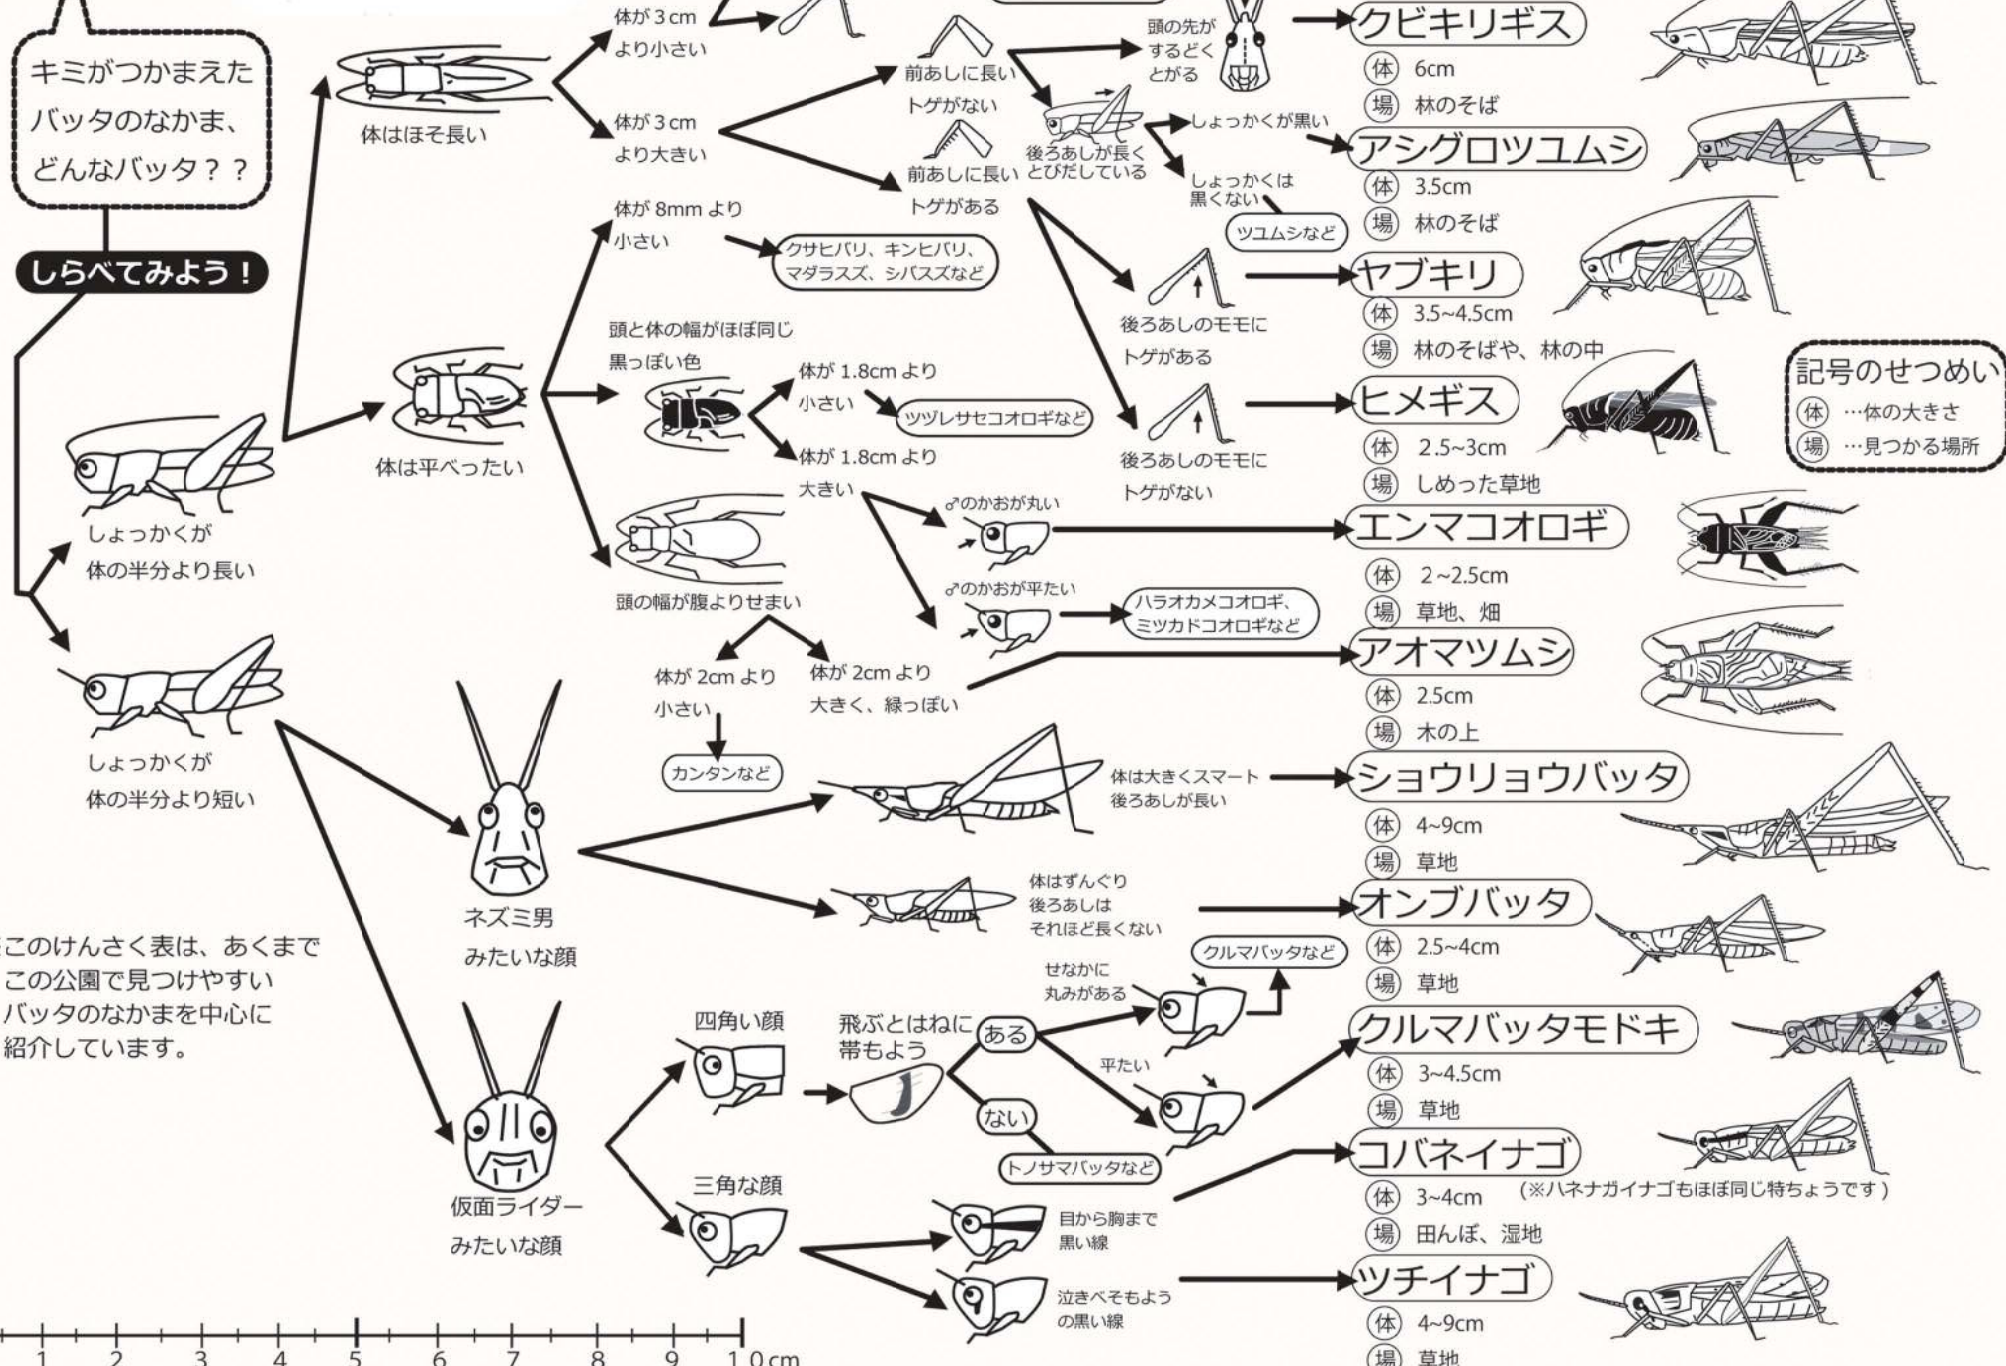 キミがつかまえた
バッタのなかま、
どんなバッタ？？
しらべてみよう！
しょっかくが
体の半分より長い
しょっかくが
体の半分より短い
このけんさく表は、あくまで
この公園で見つけやすい
バッタのなかまを中心に
紹介しています。
体はほそ長い
体は平べったい
ネズミ男
みたいな顔
仮面ライダー
みたいな顔
体が 3 cm
より小さい
体が 3 cm
より大きい
体が 8mm より
小さい
クサヒバリ、キンヒバリ、
マダラスズ、シバスズなど
頭と体の幅がほぼ同じ
黒っぽい色
体が 1.8cm より
小さい
ツヅレサセコオロギなど
体が 1.8cm より
大きい
頭の幅が腹よりせまい
体が 2cm より
小さい
カンタンなど
体が 2cm より
大きく、緑っぽい
前あしに長い
トゲがない
前あしに長い
トゲがある
頭の先が
するどく
とがる
後ろあしが長く
とびだしている
しょっかくが黒い
しょっかくは
黒くない
ツユムシなど
後ろあしのモモに
トゲがある
後ろあしのモモに
トゲがない
♂のかおが丸い
♂のかおが平たい
ハラオカメコオロギ、
ミツカドコオロギなど
体は大きくスマート
後ろあしが長い
体はずんぐり
後ろあしは
それほど長くない
四角い顔
飛ぶとはねに
帯もよう
ある
ない
せなかに
丸みがある
クルマバッタなど
平たい
トノサマバッタなど
三角な顔
目から胸まで
黒い線
泣きべそもよう
の黒い線
クビキリギス
体 6cm
場 林のそば
アシグロツユムシ
体 3.5cm
場 林のそば
ヤブキリ
体 3.5~4.5cm
場 林のそばや、林の中
ヒメギス
体 2.5~3cm
場 しめった草地
エンマコオロギ
体 2~2.5cm
場 草地、畑
アオマツムシ
体 2.5cm
場 木の上
ショウリョウバッタ
体 4~9cm
場 草地
オンブバッタ
体 2.5~4cm
場 草地
クルマバッタモドキ
体 3~4.5cm
場 草地
コバネイナゴ
(※ハネナガイナゴもほぼ同じ特ちょうです)
体 3~4cm
場 田んぼ、湿地
ツチイナゴ
体 4~9cm
場 草地
記号のせつめい
体 …体の大きさ
場 …見つかる場所
1 2 3 4 5 6 7 8 9 10cm